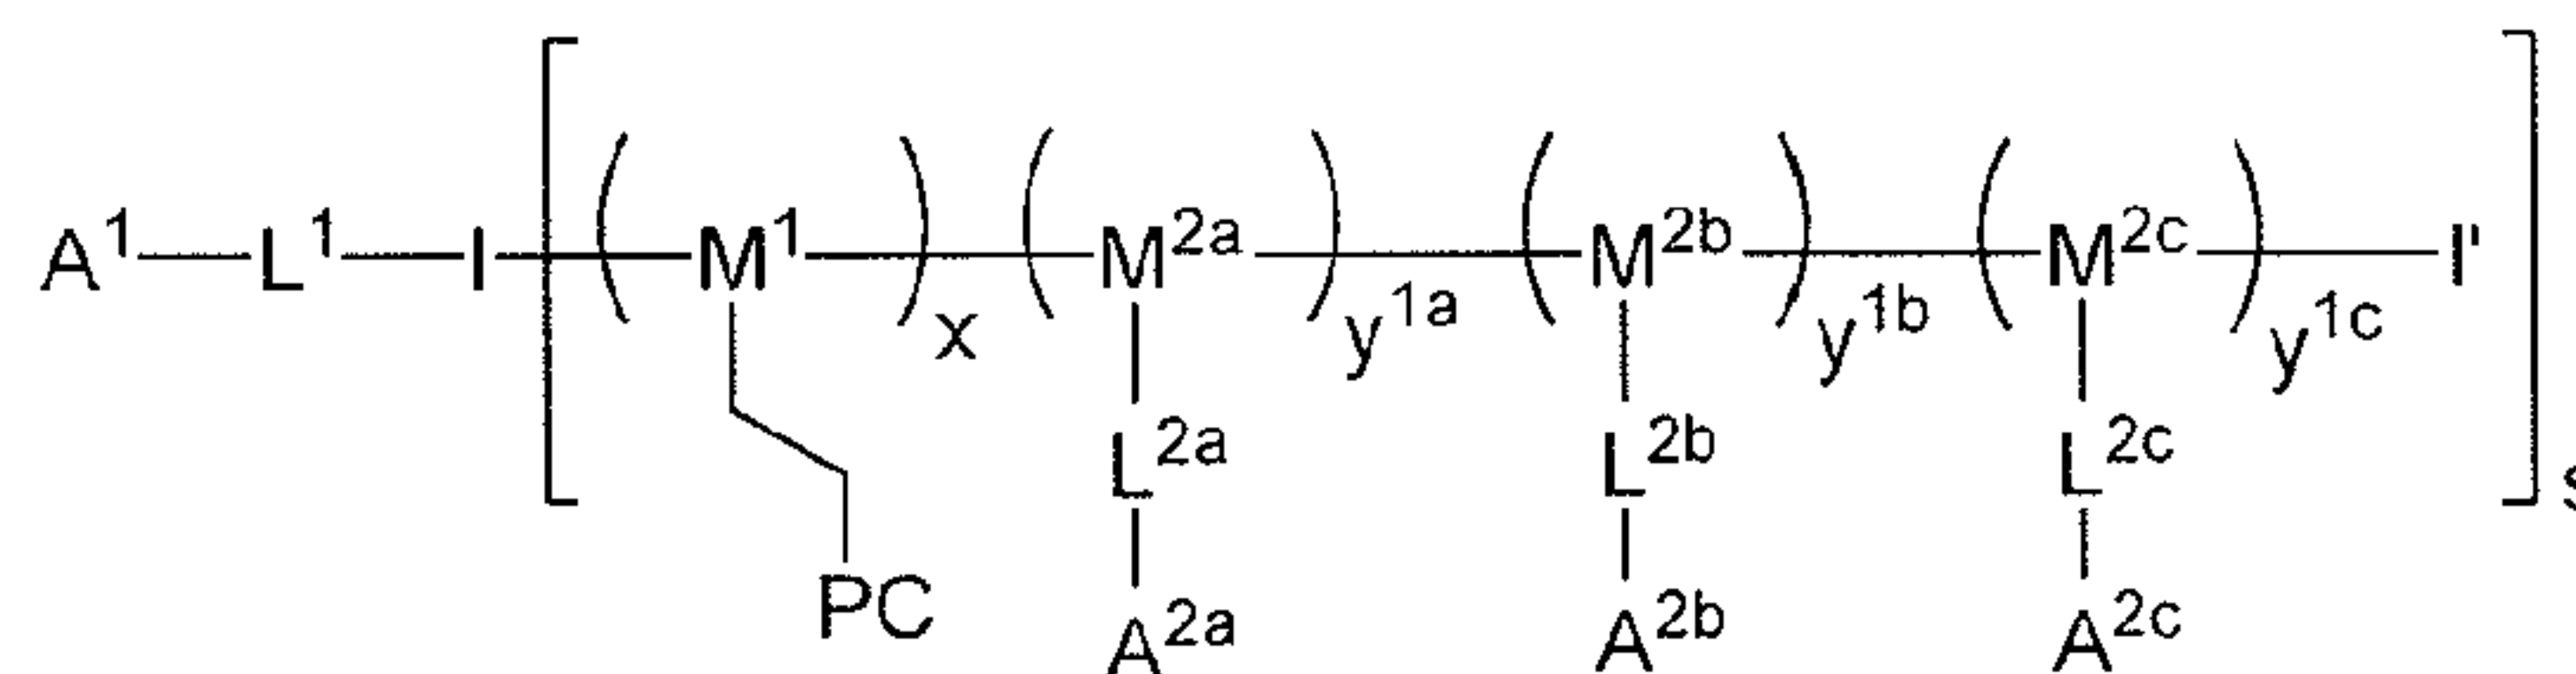 A¹—L¹—I—[(M¹)x—(M²ᵃ)y¹ᵃ—(M²ᵇ)y¹ᵇ—(M²ᶜ)y¹ᶜ—I']s
L²ᵃ L²ᵇ L²ᶜ
PC A²ᵃ A²ᵇ A²ᶜ